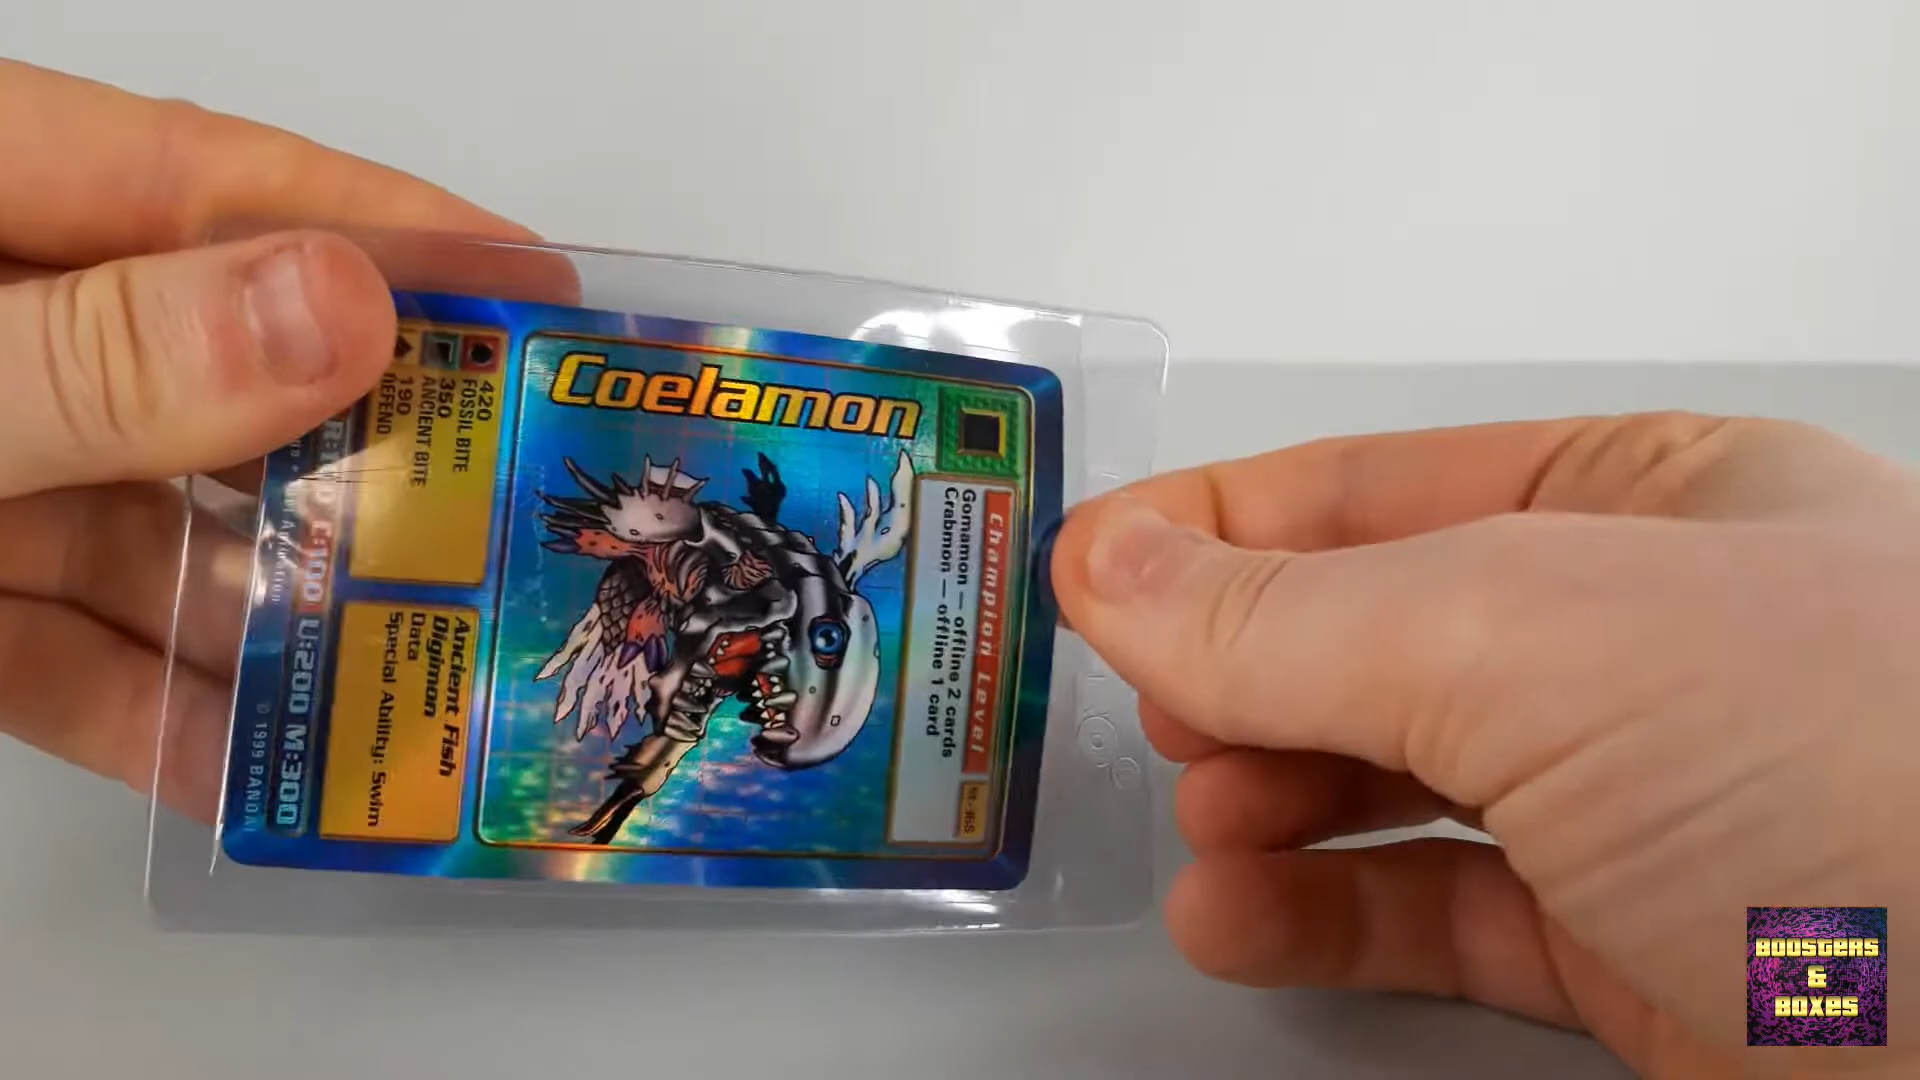 Coelamon
Champion Level
Gomamon — offline 2 cards
Crabmon — offline 1 card
420
FOSSIL BITE
350
ANCIENT BITE
190
DEFEND
Ancient Fish
Digimon
Data
Special Ability: Swim
C:100 U:200 M:300
© 1999 BANDAI
BOOSTERS
&
BOXES